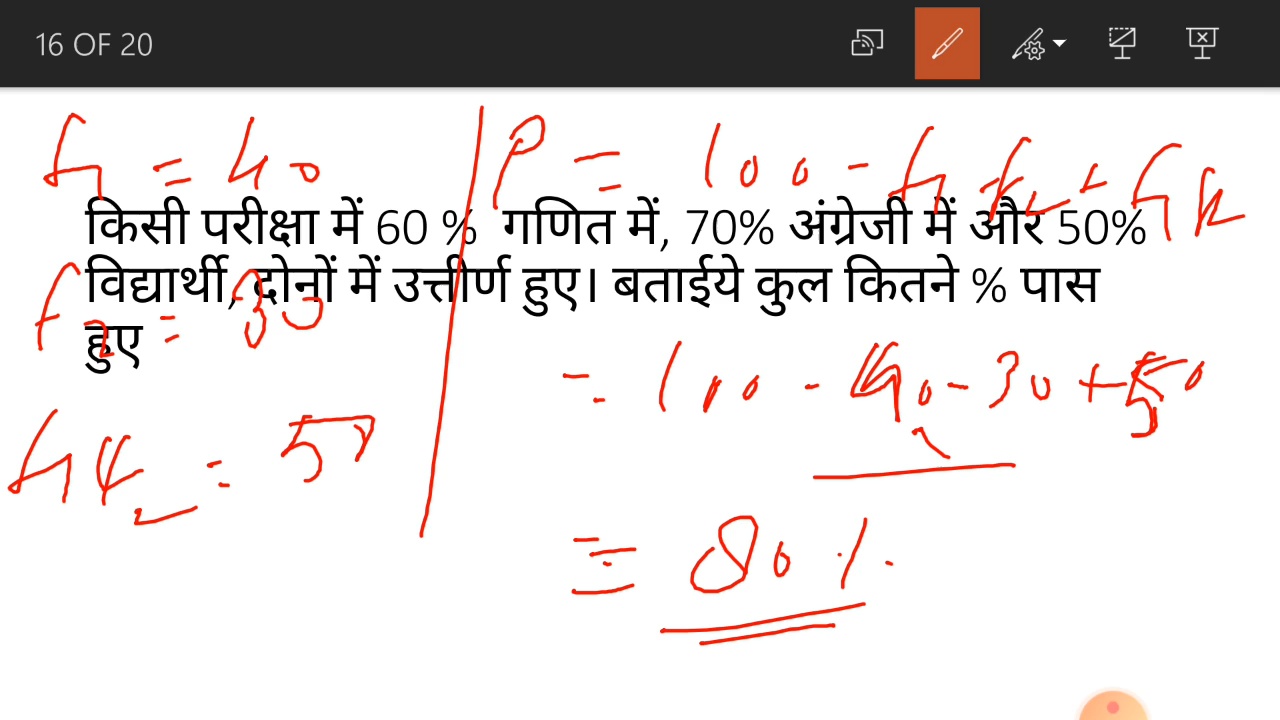 16 OF 20
F1 = 40
P = 100 - F1 - F2 + F1F2
किसी परीक्षा में 60 % गणित में, 70% अंग्रेजी में और 50%
विद्यार्थी, दोनों में उत्तीर्ण हुए। बताईये कुल कितने % पास
हुए
F2 = 30
= 100 - 40 - 30 + 50
F1F2 = 50
= 80 %